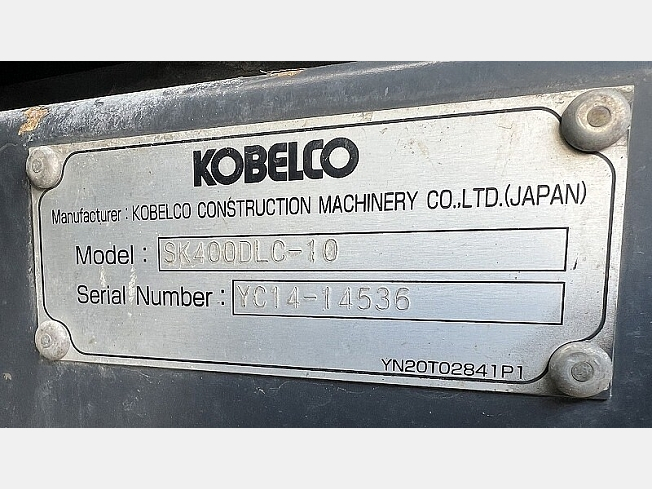 KOBELCO
Manufacturer : KOBELCO CONSTRUCTION MACHINERY CO.,LTD.(JAPAN)
Model : SK400DLC-10
Serial Number : YC14-14536
YN20T02841P1